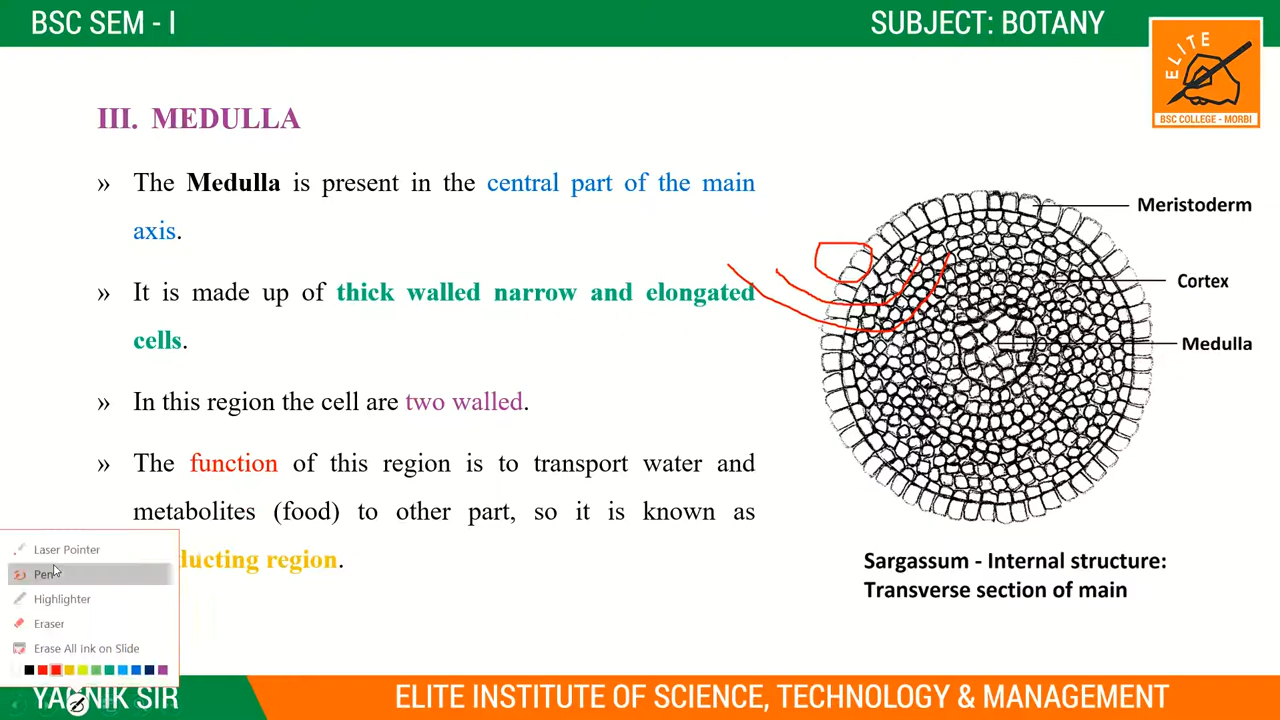 BSC SEM - I
SUBJECT: BOTANY
ELITE
BSC COLLEGE - MORBI
III. MEDULLA
» The Medulla is present in the central part of the main
axis.
» It is made up of thick walled narrow and elongated
cells.
» In this region the cell are two walled.
» The function of this region is to transport water and
metabolites (food) to other part, so it is known as
ducting region.
Meristoderm
Cortex
Medulla
Sargassum - Internal structure:
Transverse section of main
Laser Pointer
Pen
Highlighter
Eraser
Erase All Ink on Slide
YAGNIK SIR
ELITE INSTITUTE OF SCIENCE, TECHNOLOGY & MANAGEMENT